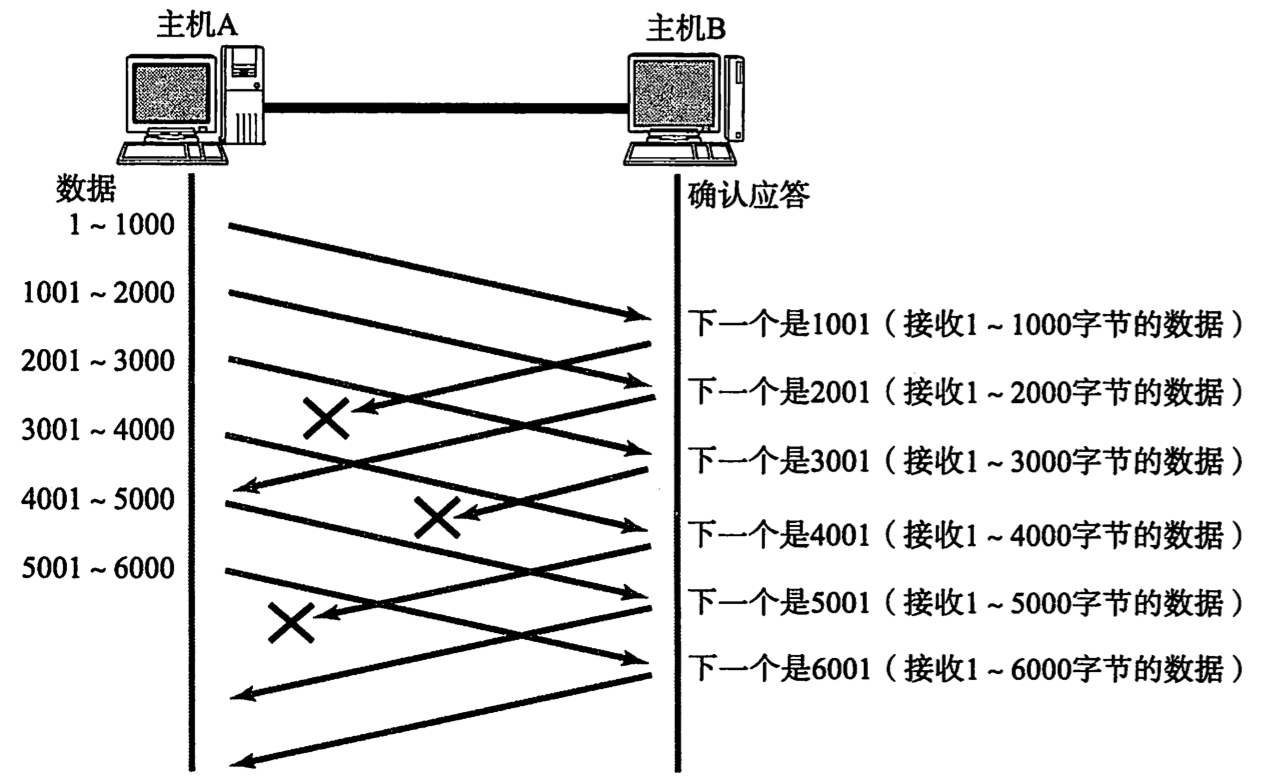 主机A
主机B
数据
确认应答
1~1000
1001~2000
下一个是1001（接收1~1000字节的数据）
2001~3000
下一个是2001（接收1~2000字节的数据）
3001~4000
下一个是3001（接收1~3000字节的数据）
4001~5000
下一个是4001（接收1~4000字节的数据）
5001~6000
下一个是5001（接收1~5000字节的数据）
下一个是6001（接收1~6000字节的数据）